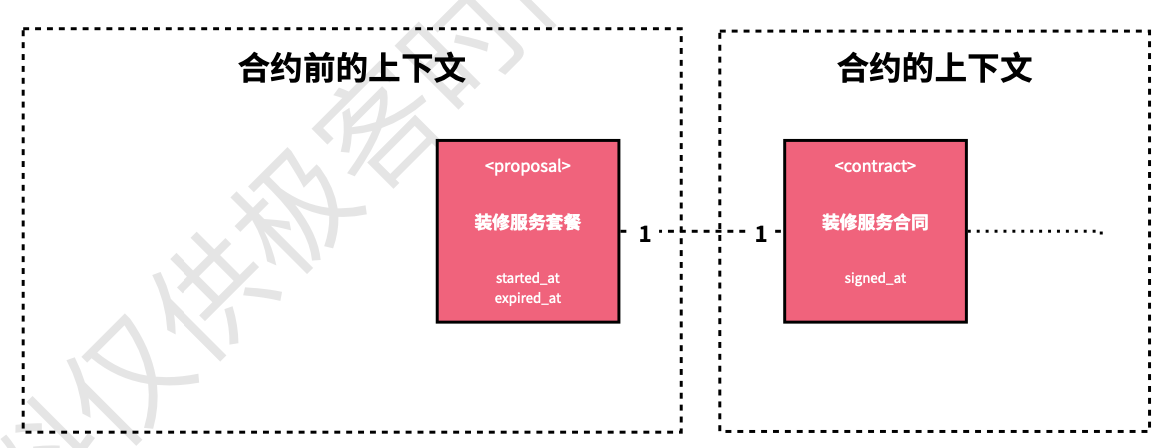 合约前的上下文
合约的上下文
<proposal>
装修服务套餐
started_at
expired_at
1
1
<contract>
装修服务合同
signed_at
料仅供极客时